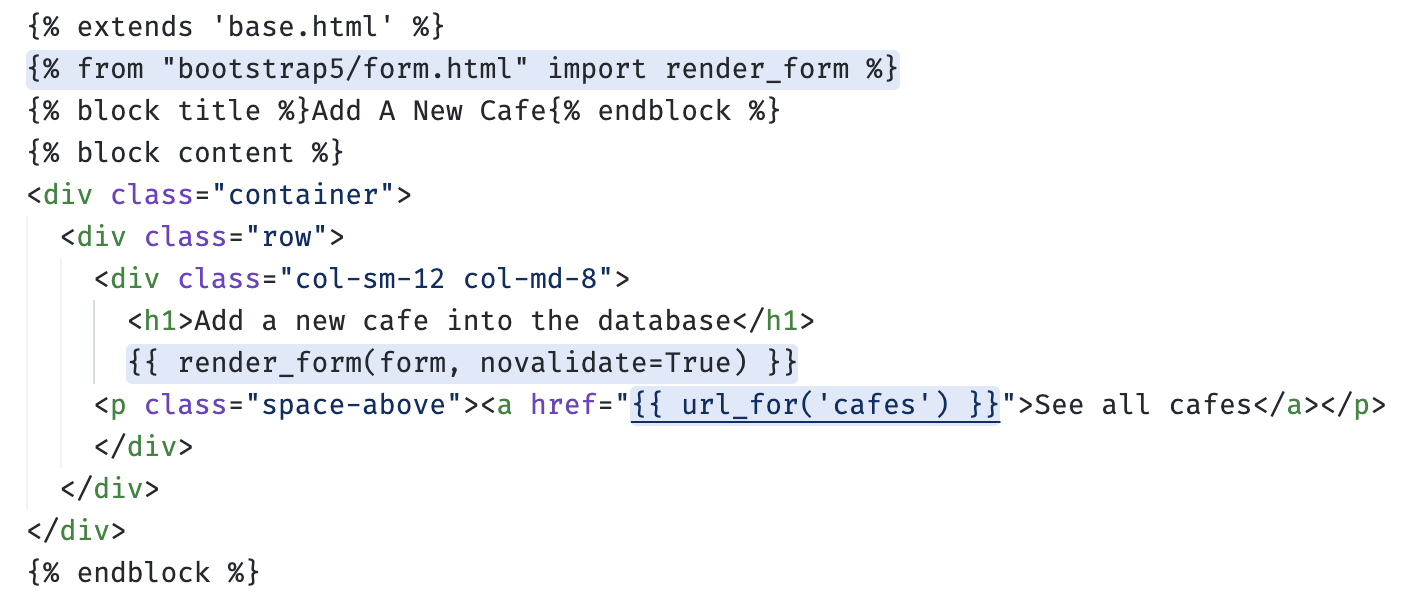 {% extends 'base.html' %}
{% from "bootstrap5/form.html" import render_form %}
{% block title %}Add A New Cafe{% endblock %}
{% block content %}
<div class="container">
  <div class="row">
    <div class="col-sm-12 col-md-8">
      <h1>Add a new cafe into the database</h1>
      {{ render_form(form, novalidate=True) }}
    <p class="space-above"><a href="{{ url_for('cafes') }}">See all cafes</a></p>
    </div>
  </div>
</div>
{% endblock %}